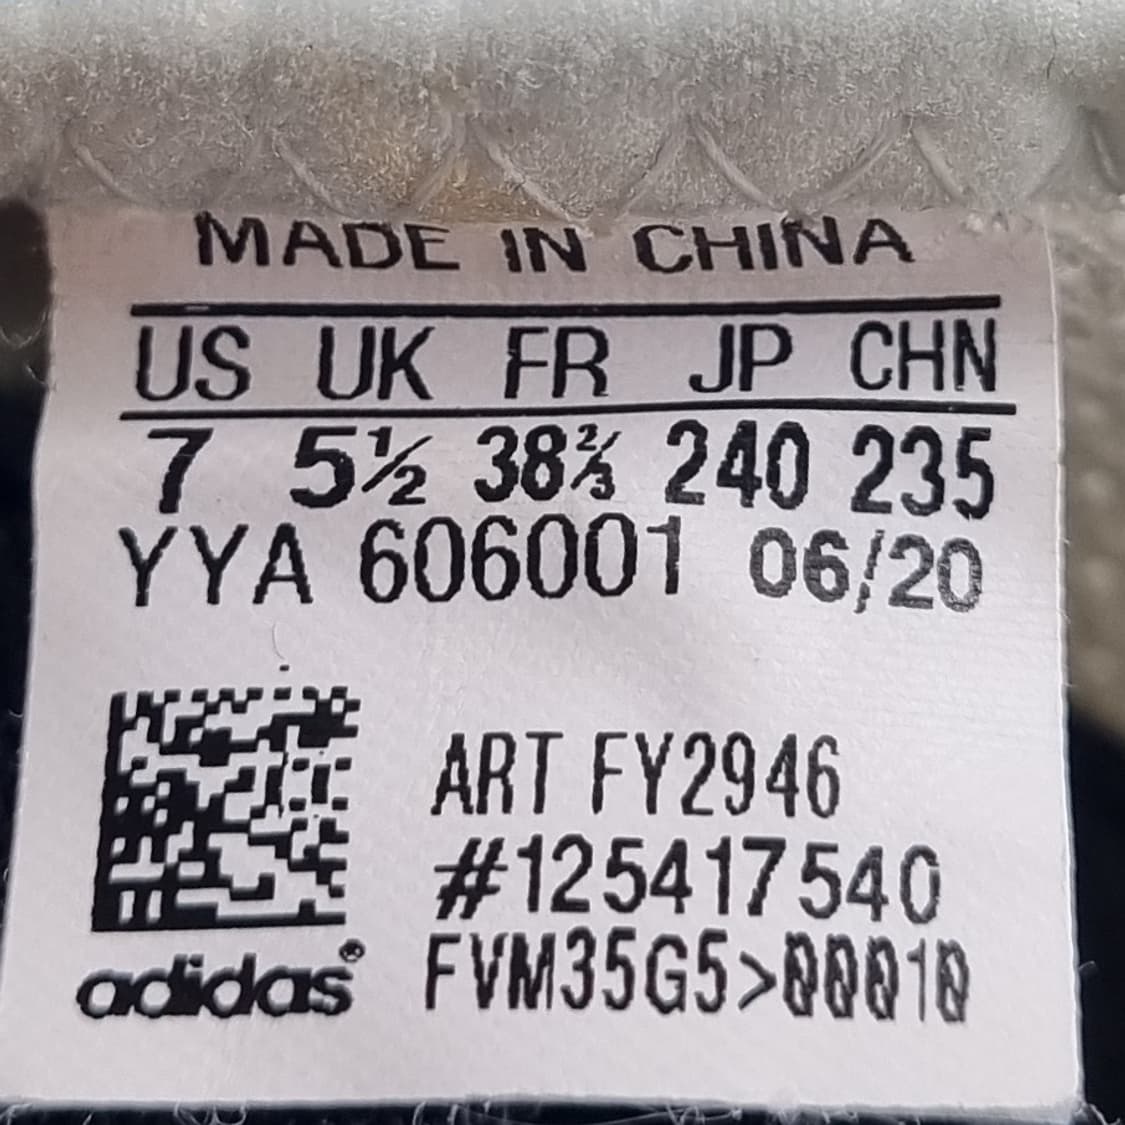 MADE IN CHINA
US UK FR JP CHN
7 5½ 38⅔ 240 235
YYA 606001 06/20
ART FY2946
#125417540
FVM35G5>00010
adidas®